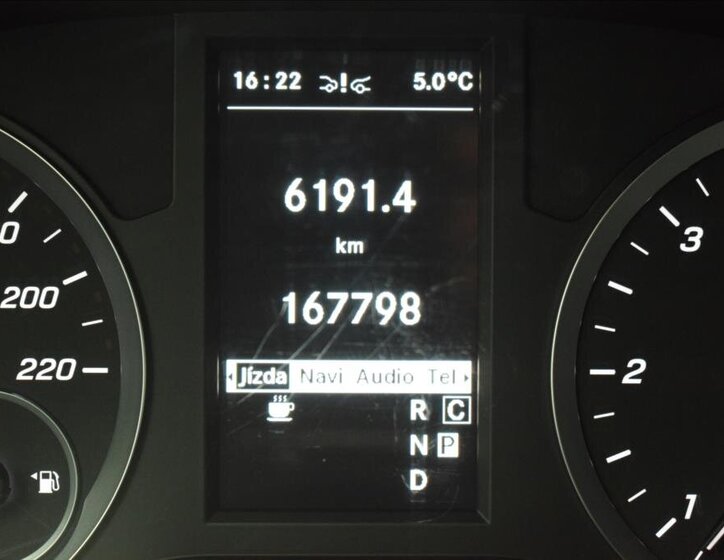 16:22 5.0°C
6191.4
km
167798
Jízda Navi Audio Tel
R C
N P
D
0
200
220
3
2
1